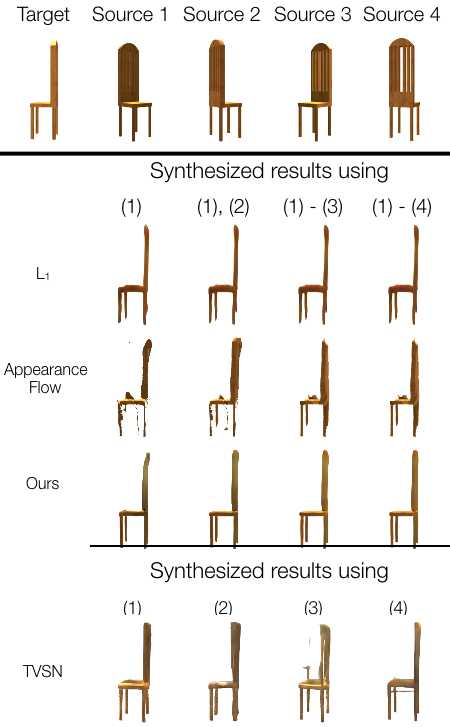 Target Source 1 Source 2 Source 3 Source 4
Synthesized results using
(1) (1), (2) (1) - (3) (1) - (4)
L₁
Appearance
Flow
Ours
Synthesized results using
(1) (2) (3) (4)
TVSN